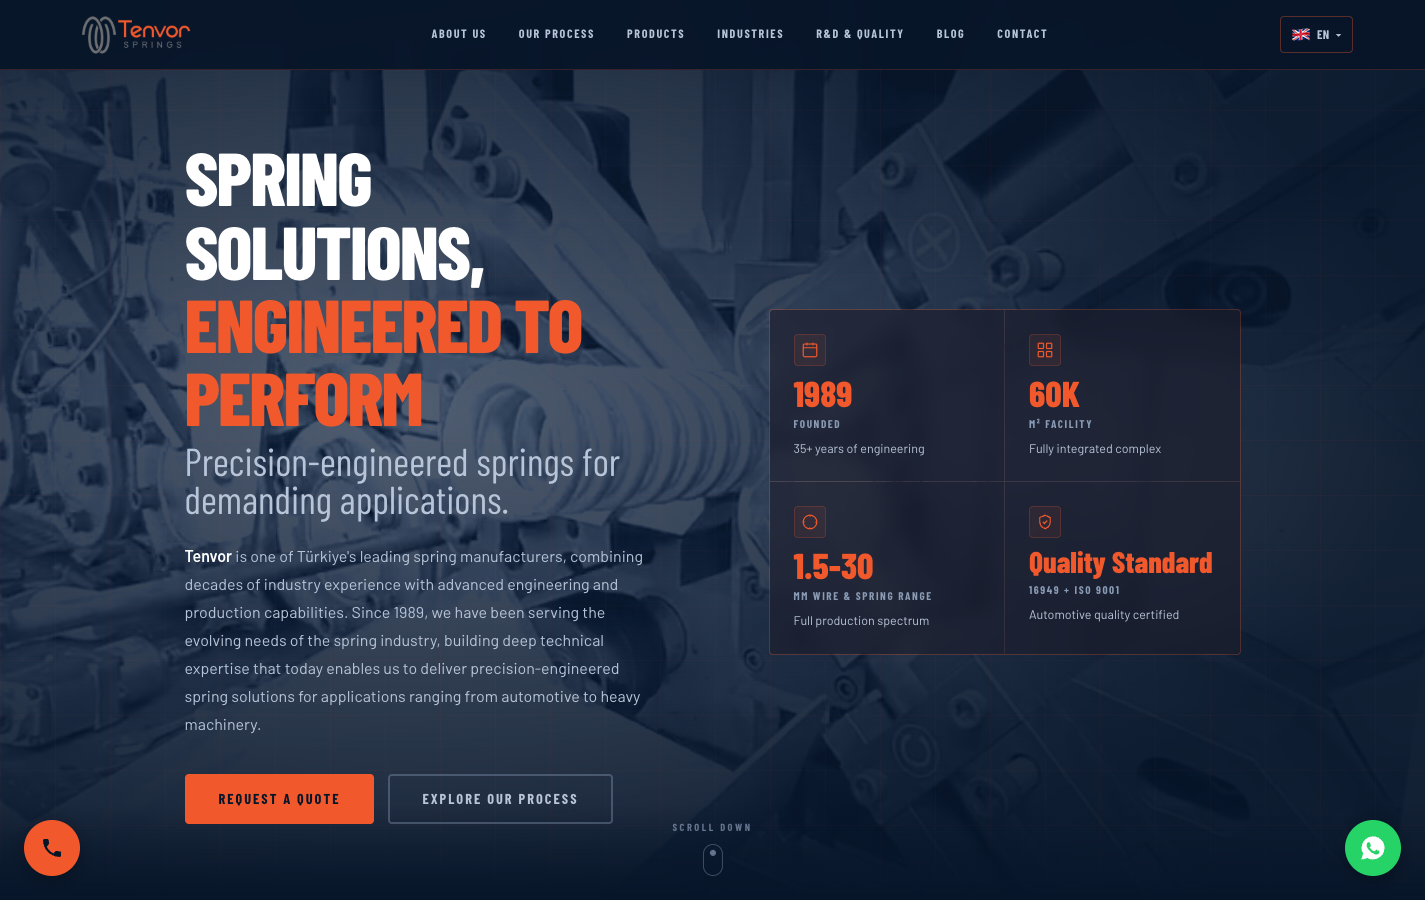 Tenvor
SPRINGS
ABOUT US
OUR PROCESS
PRODUCTS
INDUSTRIES
R&D & QUALITY
BLOG
CONTACT
EN
SPRING
SOLUTIONS,
ENGINEERED TO
PERFORM
Precision-engineered springs for
demanding applications.
Tenvor is one of Türkiye's leading spring manufacturers, combining
decades of industry experience with advanced engineering and
production capabilities. Since 1989, we have been serving the
evolving needs of the spring industry, building deep technical
expertise that today enables us to deliver precision-engineered
spring solutions for applications ranging from automotive to heavy
machinery.
REQUEST A QUOTE
EXPLORE OUR PROCESS
1989
FOUNDED
35+ years of engineering
60K
M² FACILITY
Fully integrated complex
1.5-30
MM WIRE & SPRING RANGE
Full production spectrum
Quality Standard
16949 + ISO 9001
Automotive quality certified
SCROLL DOWN